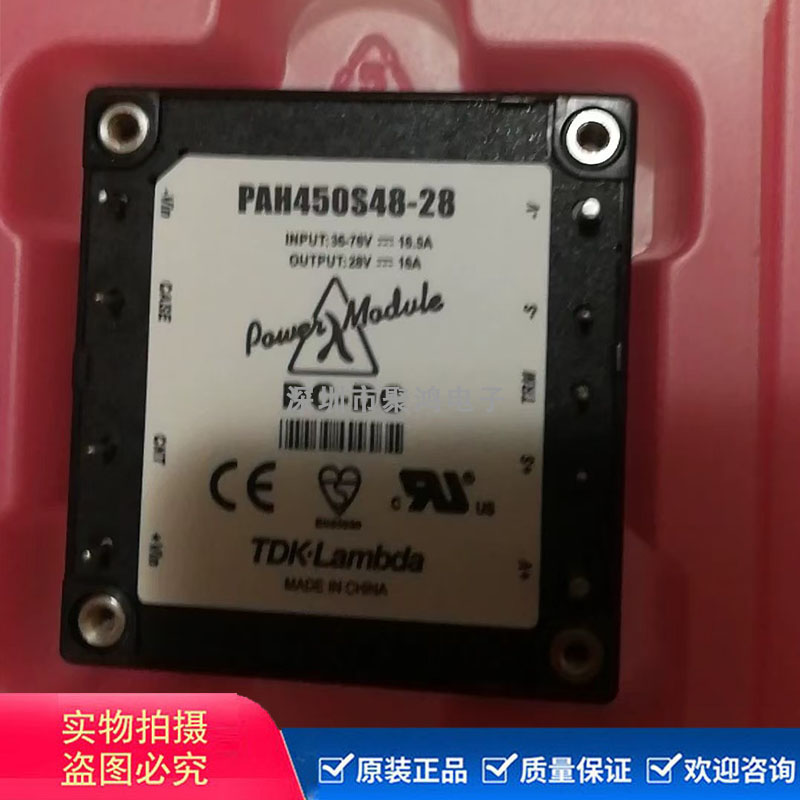 PAH450S48-28
INPUT: 36-76V ⎓ 16.5A
OUTPUT: 28V ⎓ 16A
-Vin
CASE
CNT
+Vin
-V
-S
TRM
S+
Power λ Module
深圳市聚鸿电子
CE
C UR US
TDK·Lambda
MADE IN CHINA
实物拍摄
盗图必究
原装正品
质量保证
欢迎咨询